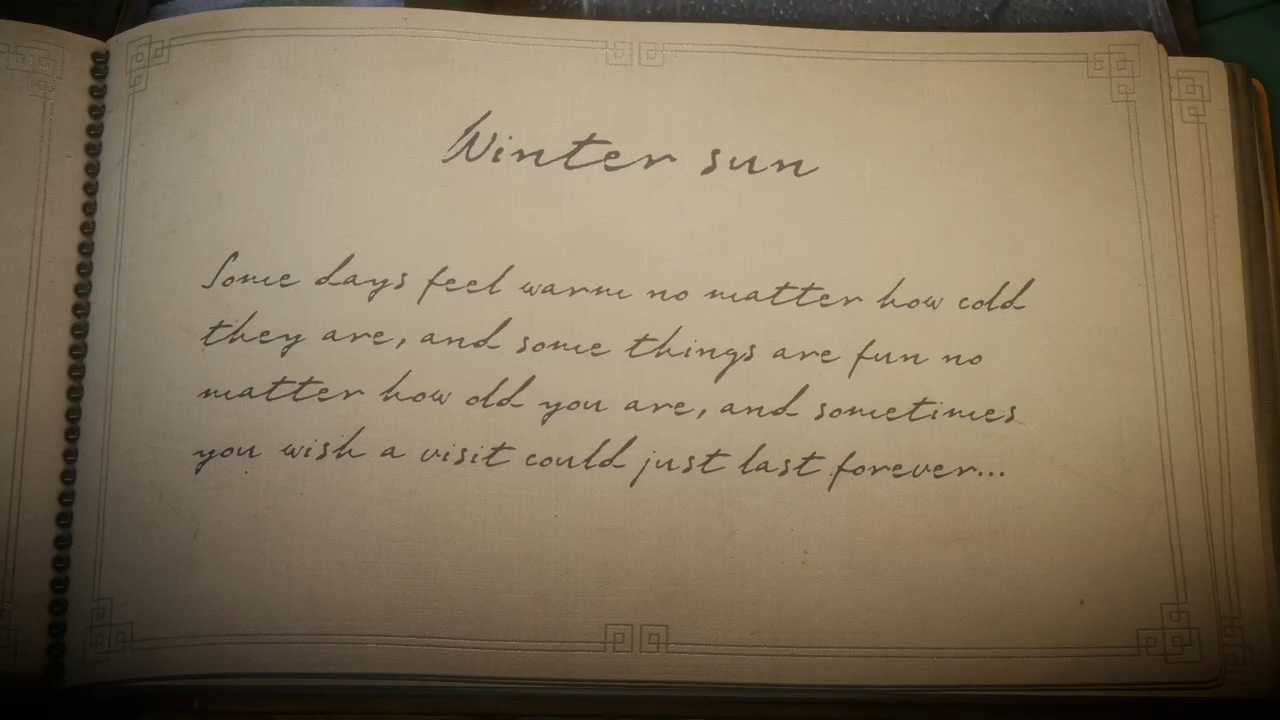 Winter sun
Some days feel warm no matter how cold
they are, and some things are fun no
matter how old you are, and sometimes
you wish a visit could just last forever...